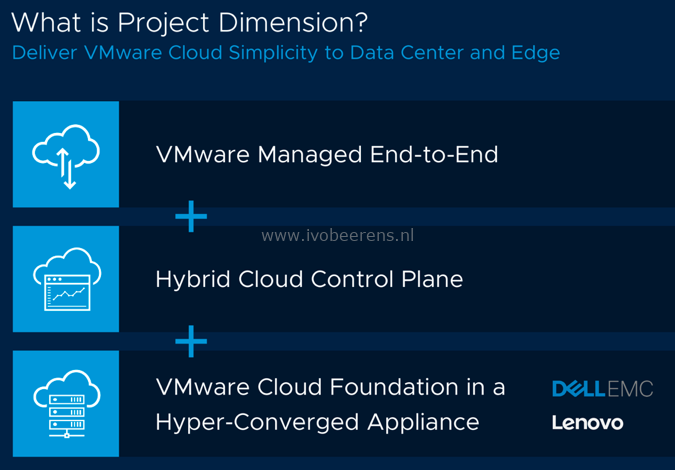 What is Project Dimension?
Deliver VMware Cloud Simplicity to Data Center and Edge
VMware Managed End-to-End
www.ivobeerens.nl
Hybrid Cloud Control Plane
VMware Cloud Foundation in a
Hyper-Converged Appliance
DELLEMC
Lenovo